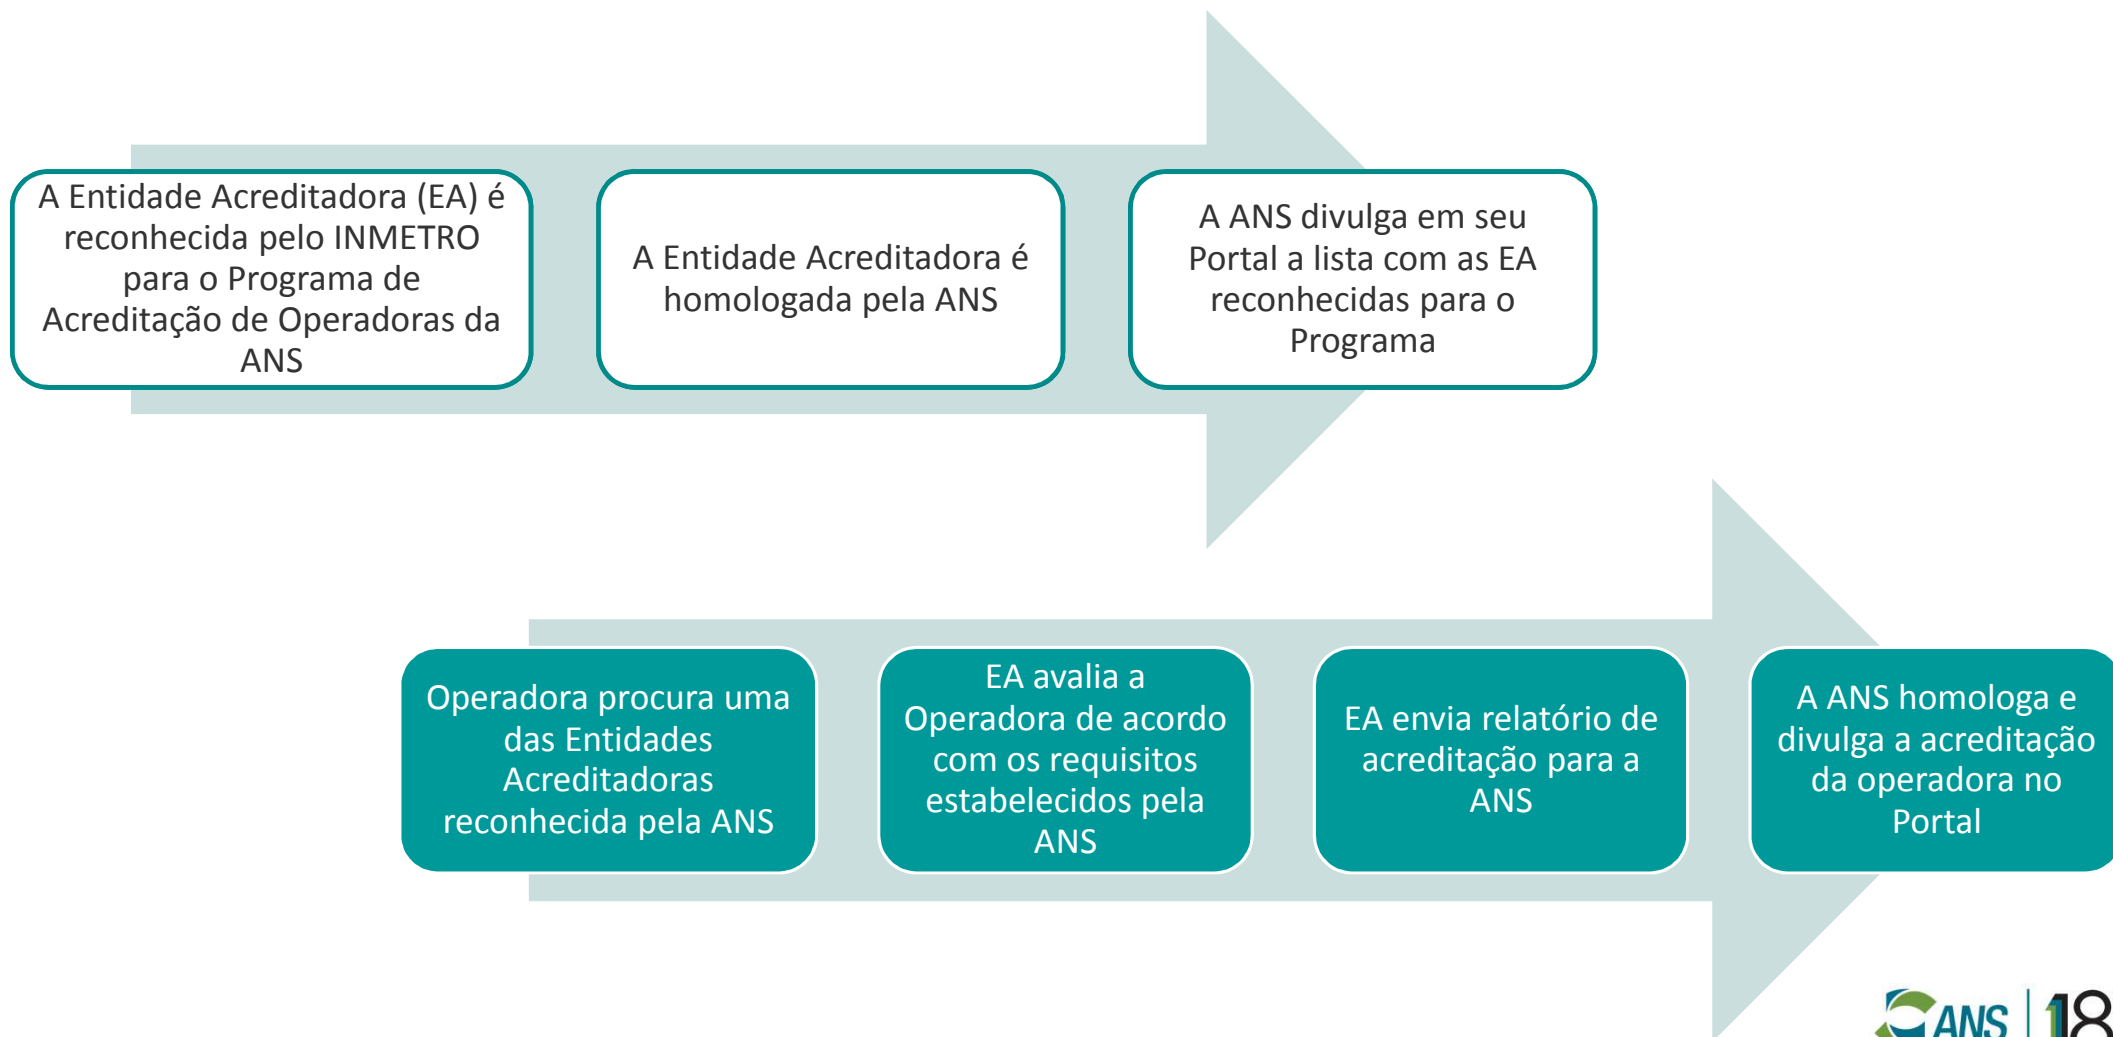 A Entidade Acreditadora (EA) é
reconhecida pelo INMETRO
para o Programa de
Acreditação de Operadoras da
ANS
A Entidade Acreditadora é
homologada pela ANS
A ANS divulga em seu
Portal a lista com as EA
reconhecidas para o
Programa
Operadora procura uma
das Entidades
Acreditadoras
reconhecida pela ANS
EA avalia a
Operadora de acordo
com os requisitos
estabelecidos pela
ANS
EA envia relatório de
acreditação para a
ANS
A ANS homologa e
divulga a acreditação
da operadora no
Portal
ANS 18